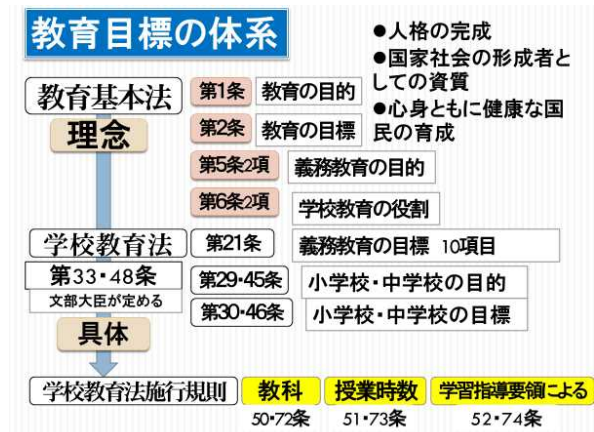 教育目標の体系
●人格の完成
●国家社会の形成者と
しての資質
●心身ともに健康な国
民の育成
教育基本法
第1条 教育の目的
理念
第2条 教育の目標
第5条2項 義務教育の目的
第6条2項 学校教育の役割
学校教育法
第21条 義務教育の目標 10項目
第33・48条
文部大臣が定める
第29・45条 小学校・中学校の目的
第30・46条 小学校・中学校の目標
具体
学校教育法施行規則 教科 授業時数 学習指導要領による
50・72条 51・73条 52・74条